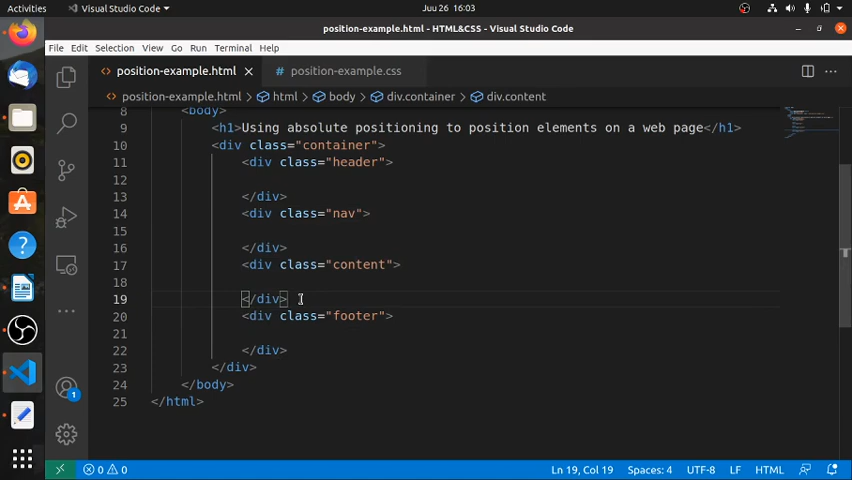 Activities Visual Studio Code Juu 26 16:03
position-example.html - HTML&CSS - Visual Studio Code
File Edit Selection View Go Run Terminal Help
position-example.html position-example.css
position-example.html html body div.container div.content
8 <body>
9 <h1>Using absolute positioning to position elements on a web page</h1>
10 <div class="container">
11 <div class="header">
12
13 </div>
14 <div class="nav">
15
16 </div>
17 <div class="content">
18
19 </div>
20 <div class="footer">
21
22 </div>
23 </div>
24 </body>
25 </html>
1
0 0 Ln 19, Col 19 Spaces: 4 UTF-8 LF HTML